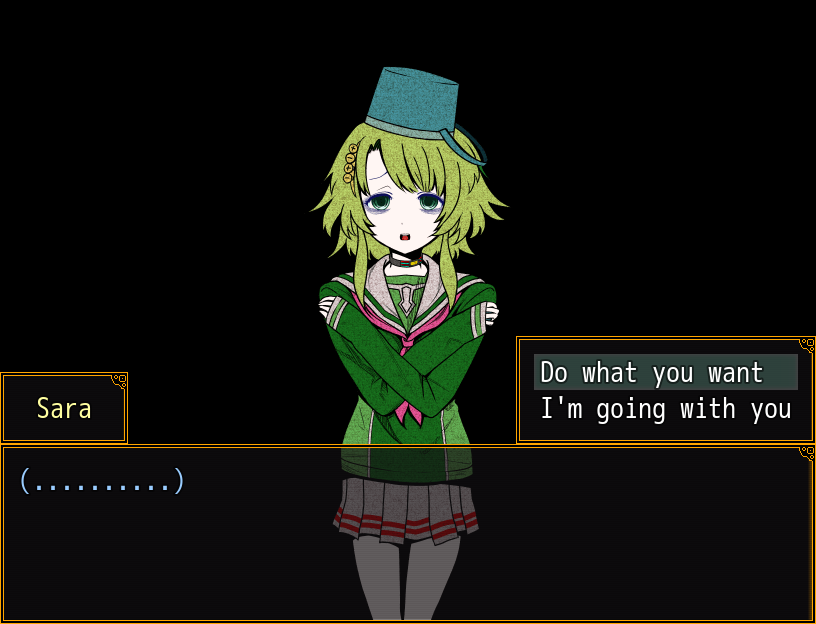 Do what you want
I'm going with you
Sara
(..........)